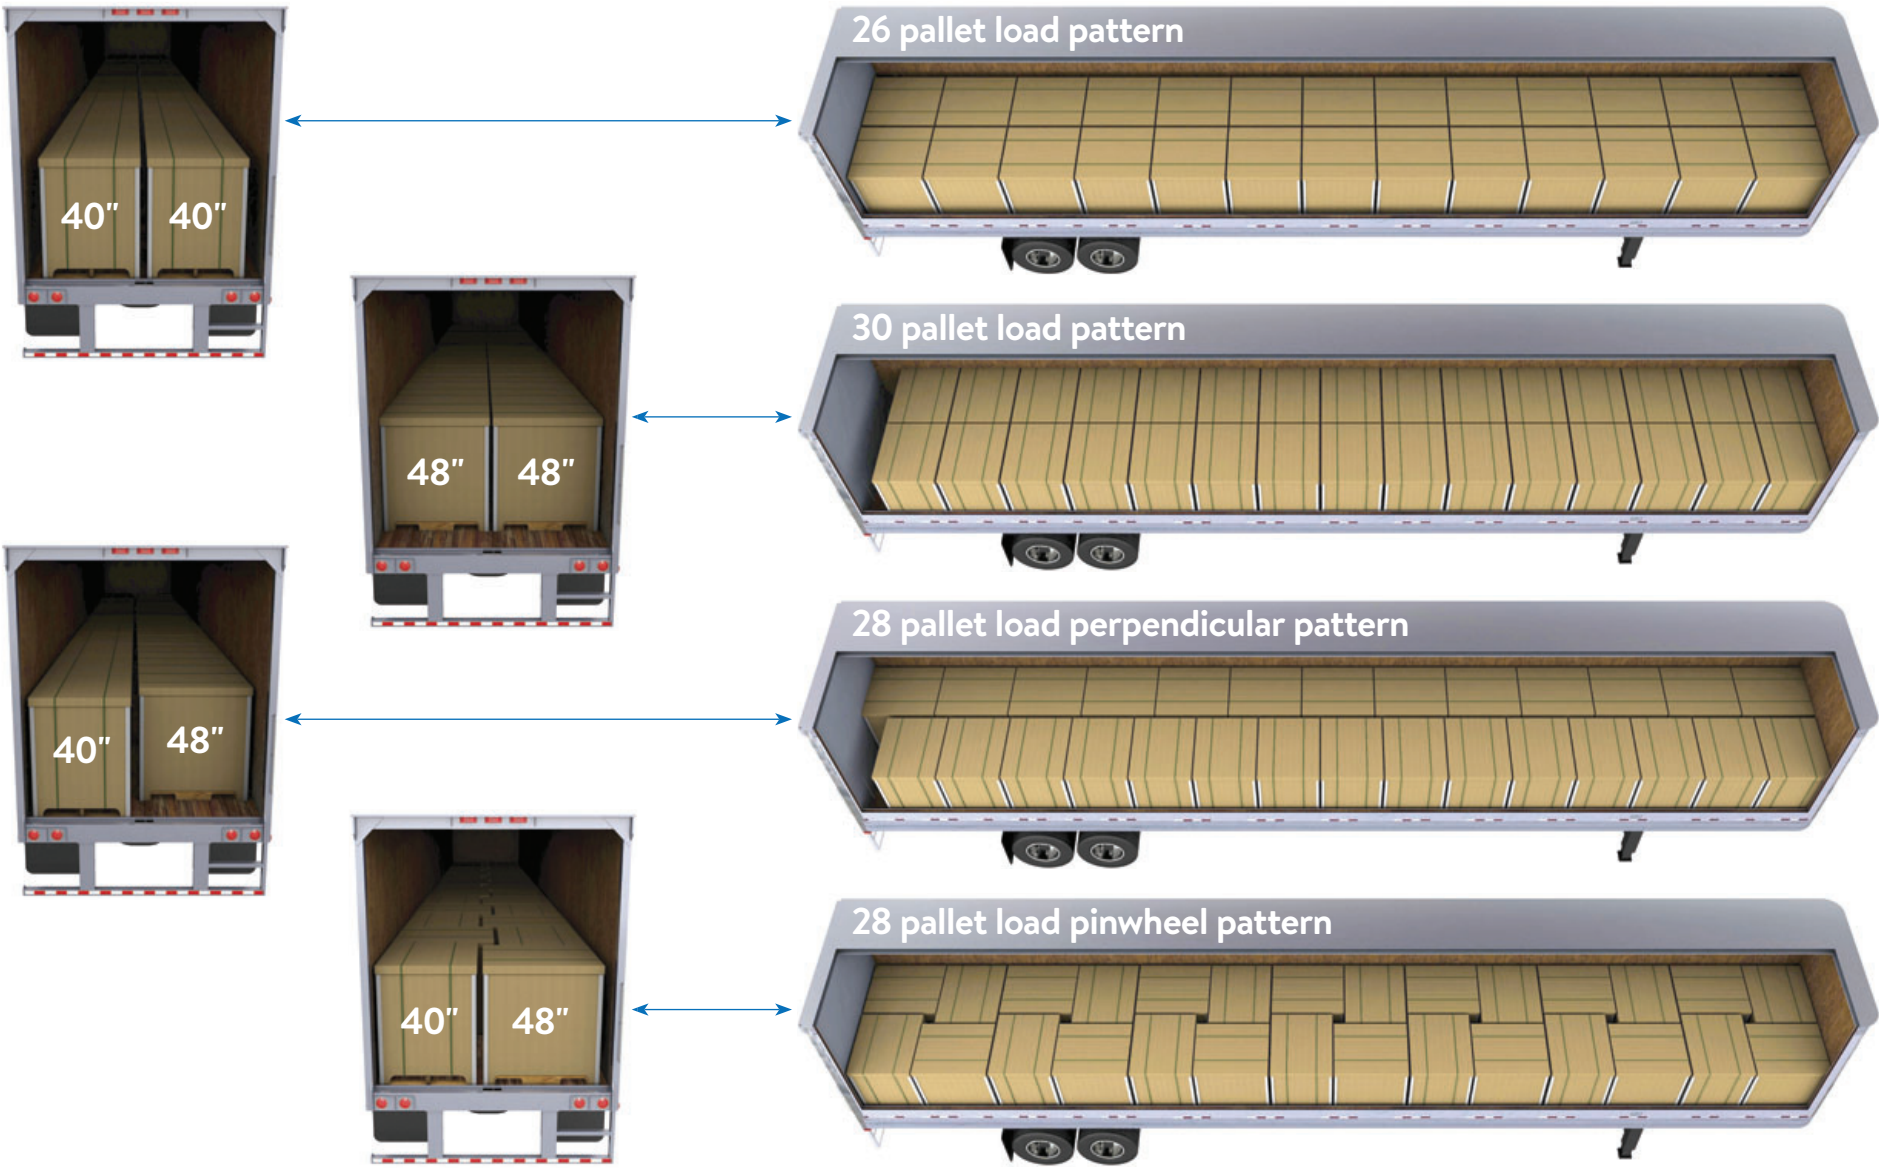 26 pallet load pattern
40" 40"
30 pallet load pattern
48" 48"
28 pallet load perpendicular pattern
40" 48"
28 pallet load pinwheel pattern
40" 48"